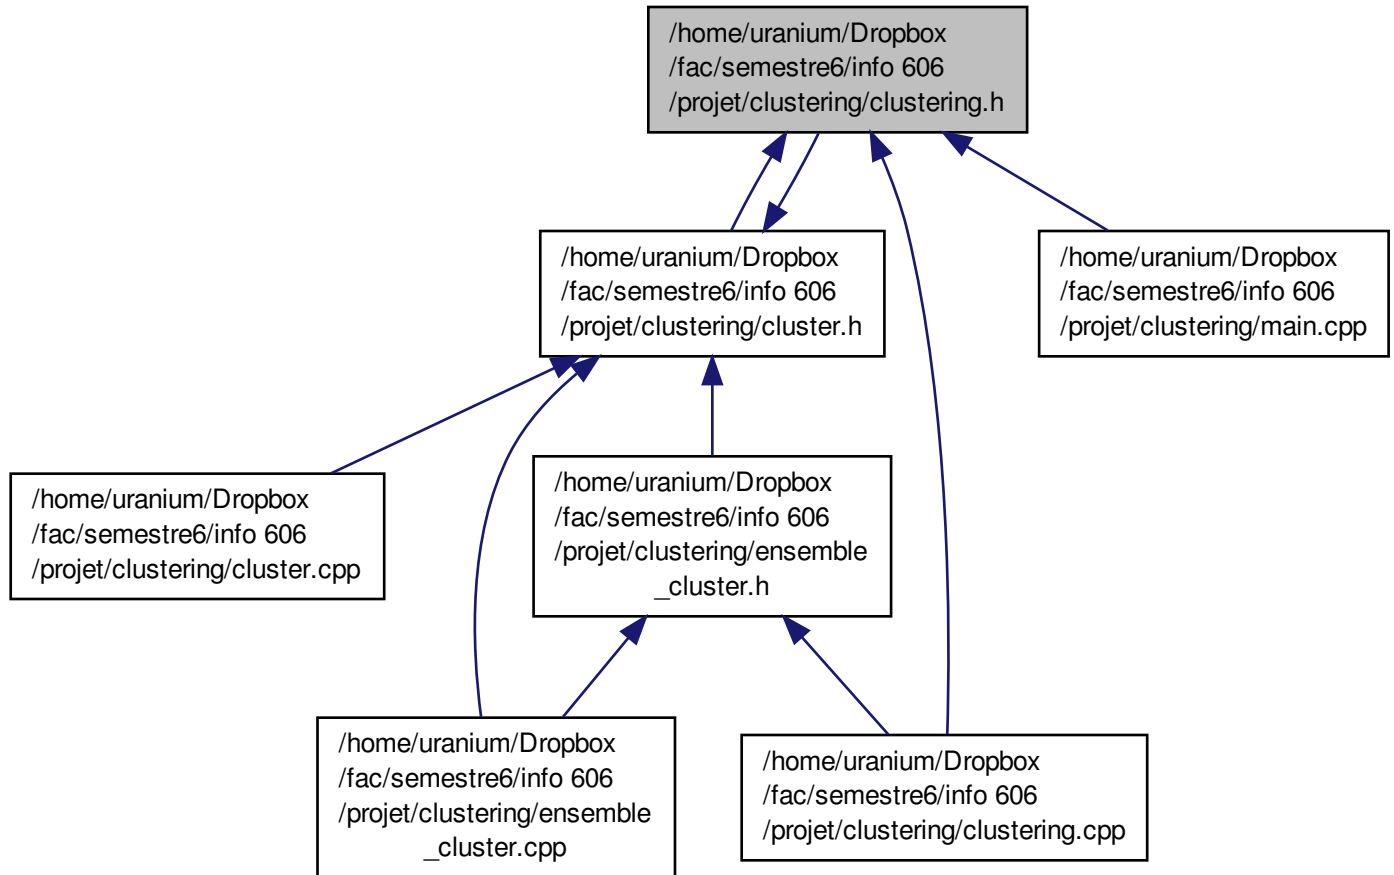 /home/uranium/Dropbox
/fac/semestre6/info 606
/projet/clustering/clustering.h
/home/uranium/Dropbox
/fac/semestre6/info 606
/projet/clustering/cluster.h
/home/uranium/Dropbox
/fac/semestre6/info 606
/projet/clustering/main.cpp
/home/uranium/Dropbox
/fac/semestre6/info 606
/projet/clustering/cluster.cpp
/home/uranium/Dropbox
/fac/semestre6/info 606
/projet/clustering/ensemble
_cluster.h
/home/uranium/Dropbox
/fac/semestre6/info 606
/projet/clustering/ensemble
_cluster.cpp
/home/uranium/Dropbox
/fac/semestre6/info 606
/projet/clustering/clustering.cpp